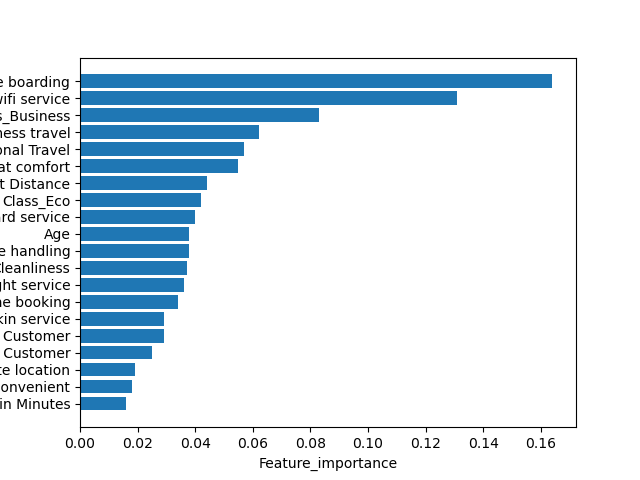 e boarding
wifi service
s_Business
ness travel
onal Travel
at comfort
t Distance
Class_Eco
rd service
Age
e handling
Cleanliness
ght service
ne booking
kin service
Customer
Customer
te location
onvenient
in Minutes
0.00 0.02 0.04 0.06 0.08 0.10 0.12 0.14 0.16
Feature_importance